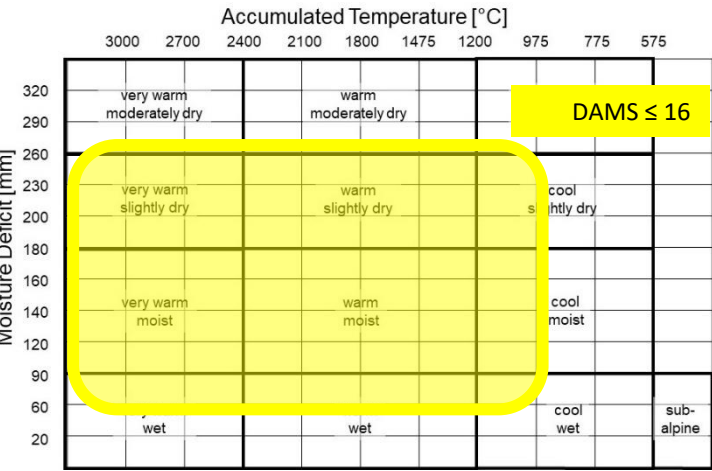 Accumulated Temperature [°C]
3000 2700 2400 2100 1800 1475 1200 975 775 575
DAMS ≤ 16
Moisture Deficit [mm]
320
290
260
230
200
180
160
140
120
90
60
20
very warm
moderately dry
warm
moderately dry
very warm
slightly dry
warm
slightly dry
cool
slightly dry
very warm
moist
warm
moist
cool
moist
wet
wet
cool
wet
sub-
alpine